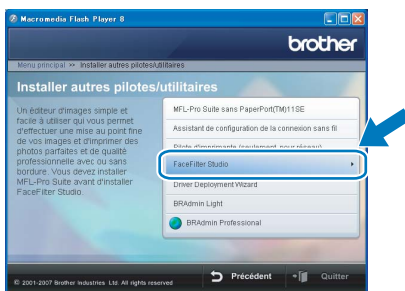 Macromedia Flash Player 8
brother
Menu principal >> Installer autres pilotes/utilitaires
Installer autres pilotes/utilitaires
Un éditeur d'images simple et
facile à utiliser qui vous permet
d'effectuer une mise au point fine
de vos images et d'imprimer des
photos parfaites et de qualité
professionnelle avec ou sans
bordure. Vous devez installer
MFL-Pro Suite avant d'installer
FaceFilter Studio.
MFL-Pro Suite sans PaperPort(TM)11SE
Assistant de configuration de la connexion sans fil
Pilote d'imprimante (seulement pour réseau)
FaceFilter Studio
Driver Deployment Wizard
BRAdmin Light
BRAdmin Professional
© 2001-2007 Brother Industries Ltd. All rights reserved
Précédent
Quitter